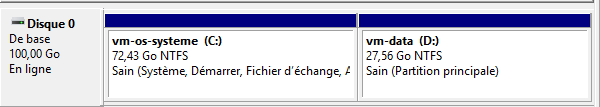 Disque 0
De base
100,00 Go
En ligne
vm-os-systeme (C:)
72,43 Go NTFS
Sain (Système, Démarrer, Fichier d'échange, A
vm-data (D:)
27,56 Go NTFS
Sain (Partition principale)